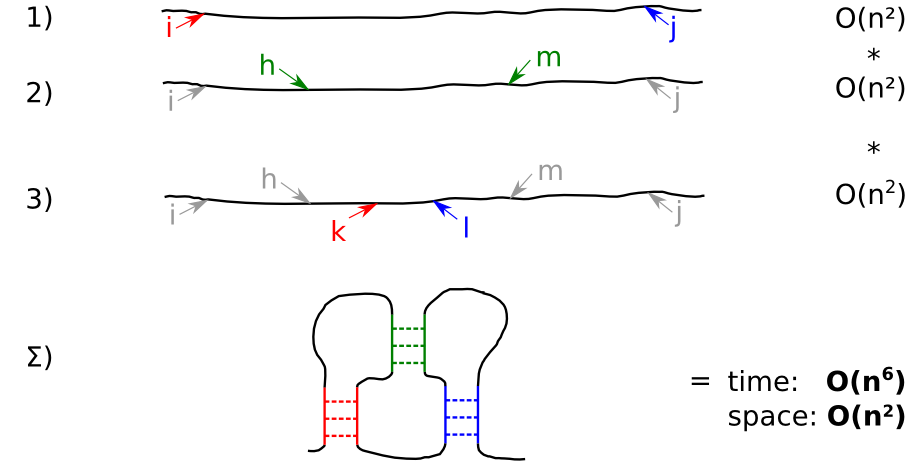 1) i j O(n²)
*
h m
2) i j O(n²)
*
h m
3) i j O(n²)
k l
Σ)
= time: O(n⁶)
space: O(n²)